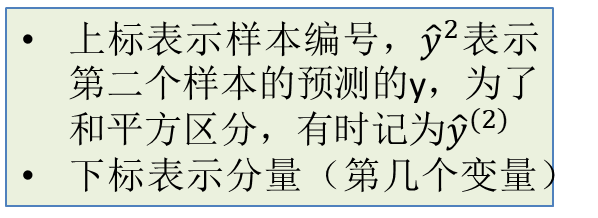 • 上标表示样本编号，ŷ²表示
第二个样本的预测的y，为了
和平方区分，有时记为ŷ⁽²⁾
• 下标表示分量（第几个变量）